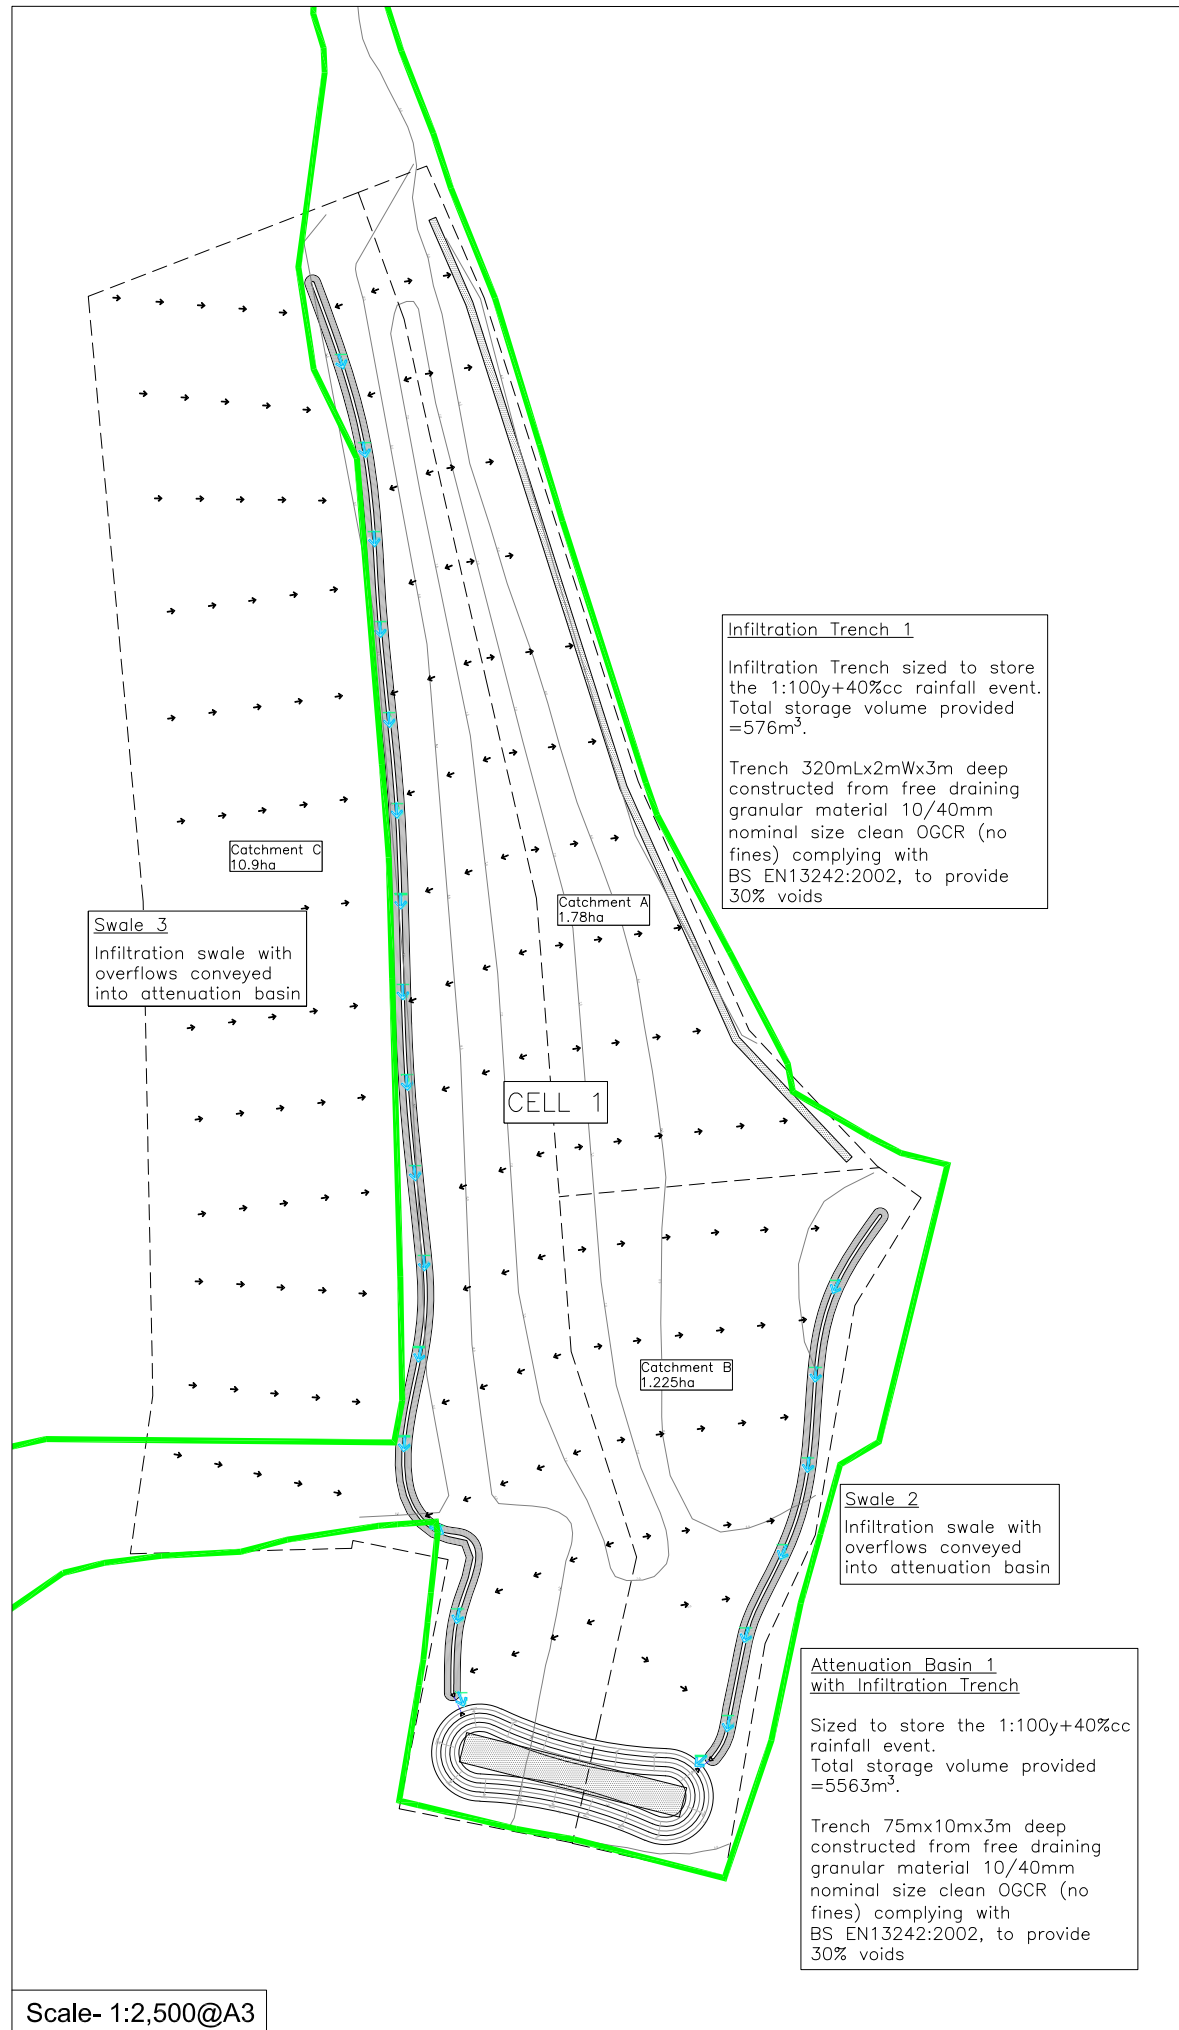 Infiltration Trench 1
Infiltration Trench sized to store
the 1:100y+40%cc rainfall event.
Total storage volume provided
=576m³.
Trench 320mLx2mWx3m deep
constructed from free draining
granular material 10/40mm
nominal size clean OGCR (no
fines) complying with
BS EN13242:2002, to provide
30% voids
Catchment C
10.9ha
Catchment A
1.78ha
Swale 3
Infiltration swale with
overflows conveyed
into attenuation basin
CELL 1
Catchment B
1.225ha
Swale 2
Infiltration swale with
overflows conveyed
into attenuation basin
Attenuation Basin 1
with Infiltration Trench
Sized to store the 1:100y+40%cc
rainfall event.
Total storage volume provided
=5563m³.
Trench 75mx10mx3m deep
constructed from free draining
granular material 10/40mm
nominal size clean OGCR (no
fines) complying with
BS EN13242:2002, to provide
30% voids
Scale- 1:2,500@A3